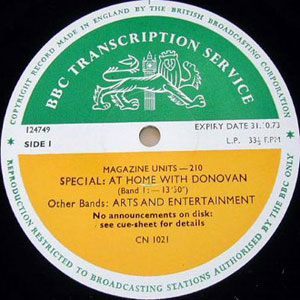 COPYRIGHT RECORD MADE IN ENGLAND BY THE BRITISH BROADCASTING CORPORATION
BBC TRANSCRIPTION SERVICE
124749
EXPIRY DATE 31.10.73
SIDE 1
L.P. 33⅓ R.P.M
MAGAZINE UNITS — 210
SPECIAL: AT HOME WITH DONOVAN
(Band 1: — 13'30")
Other Bands: ARTS AND ENTERTAINMENT
No announcements on disk:
see cue-sheet for details
CN 1021
REPRODUCTION RESTRICTED TO BROADCASTING STATIONS AUTHORISED BY THE BBC ONLY